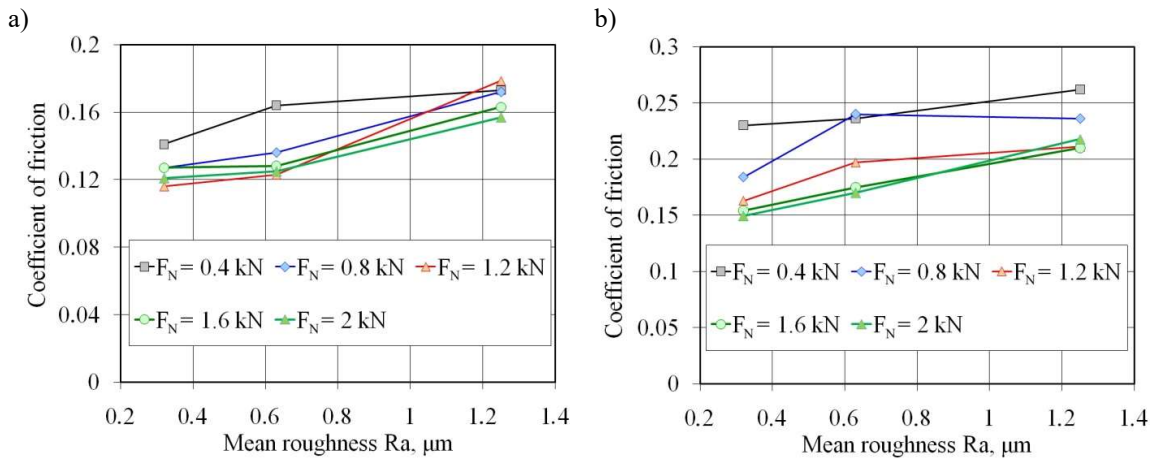 a)
0.2
0.16
0.12
0.08
0.04
0
Coefficient of friction
F_N = 0.4 kN F_N = 0.8 kN F_N = 1.2 kN
F_N = 1.6 kN F_N = 2 kN
0.2 0.4 0.6 0.8 1 1.2 1.4
Mean roughness Ra, μm
b)
0.3
0.25
0.2
0.15
0.1
0.05
0
Coefficient of friction
F_N = 0.4 kN F_N = 0.8 kN F_N = 1.2 kN
F_N = 1.6 kN F_N = 2 kN
0.2 0.4 0.6 0.8 1 1.2 1.4
Mean roughness Ra, μm